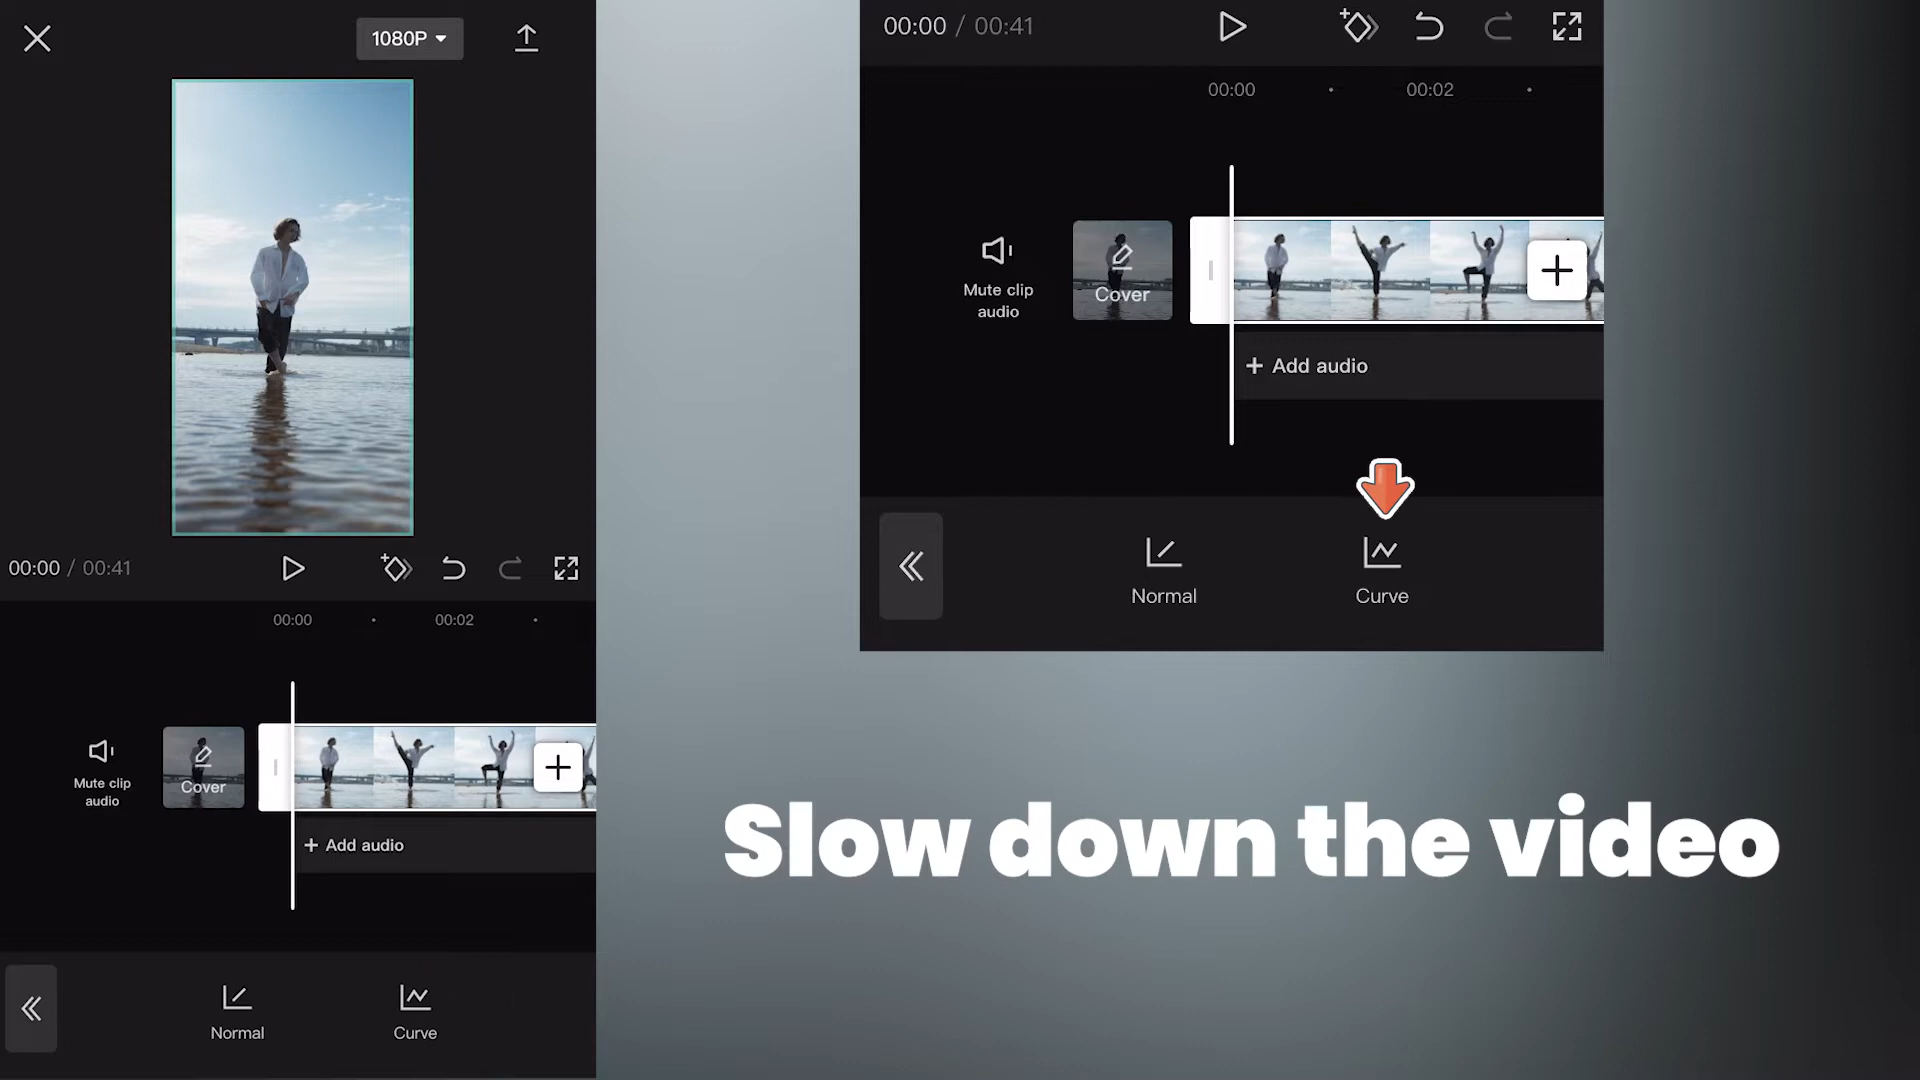 1080P
00:00 / 00:41
00:00
00:02
Mute clip
audio
Cover
+ Add audio
Normal
Curve
00:00 / 00:41
00:00
00:02
Mute clip
audio
Cover
+ Add audio
Normal
Curve
Slow down the video